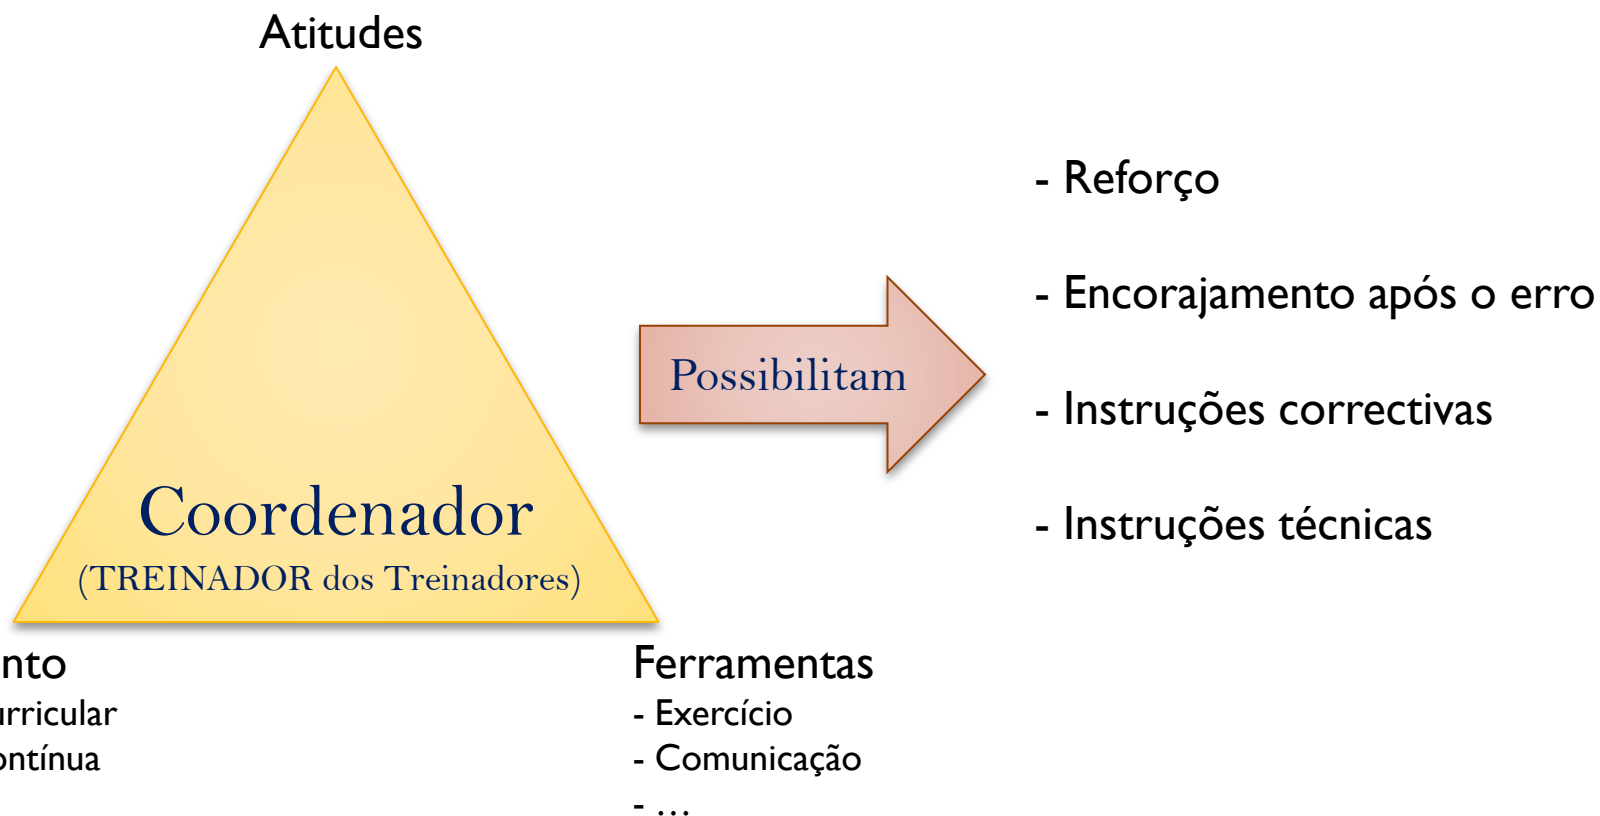 Atitudes
- Reforço
- Encorajamento após o erro
Possibilitam
- Instruções correctivas
Coordenador
- Instruções técnicas
(TREINADOR dos Treinadores)
Ferramentas
- Exercício
- Comunicação
- …